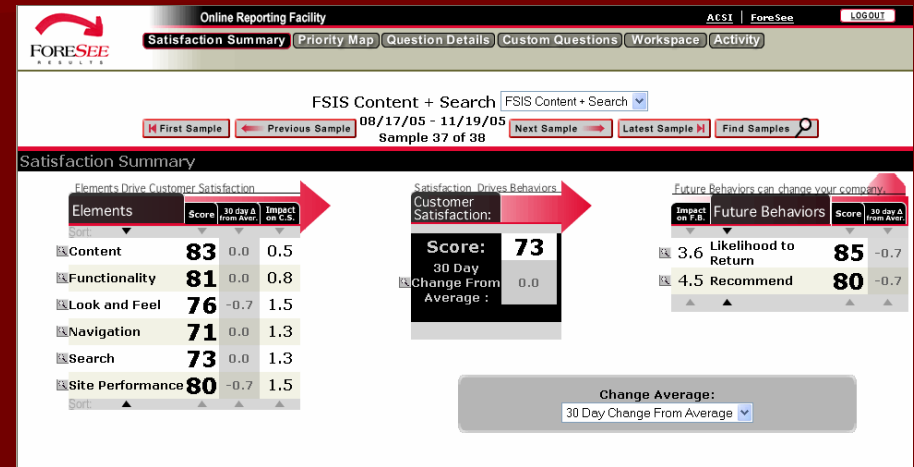 Online Reporting Facility
ACSI | ForeSee
LOGOUT
FORESEE
RESULTS
Satisfaction Summary Priority Map Question Details Custom Questions Workspace Activity
FSIS Content + Search FSIS Content + Search
First Sample Previous Sample 08/17/05 - 11/19/05 Next Sample Latest Sample Find Samples
Sample 37 of 38
Satisfaction Summary
Elements Drive Customer Satisfaction
Elements Score 30 day Δ from Aver. Impact on C.S.
Sort:
Content 83 0.0 0.5
Functionality 81 0.0 0.8
Look and Feel 76 -0.7 1.5
Navigation 71 0.0 1.3
Search 73 0.0 1.3
Site Performance 80 -0.7 1.5
Sort:
Satisfaction Drives Behaviors
Customer
Satisfaction:
Score: 73
30 Day
Change From 0.0
Average :
Future Behaviors can change your company.
Impact on F.B. Future Behaviors Score 30 day Δ from Aver.
3.6 Likelihood to Return 85 -0.7
4.5 Recommend 80 -0.7
Change Average:
30 Day Change From Average